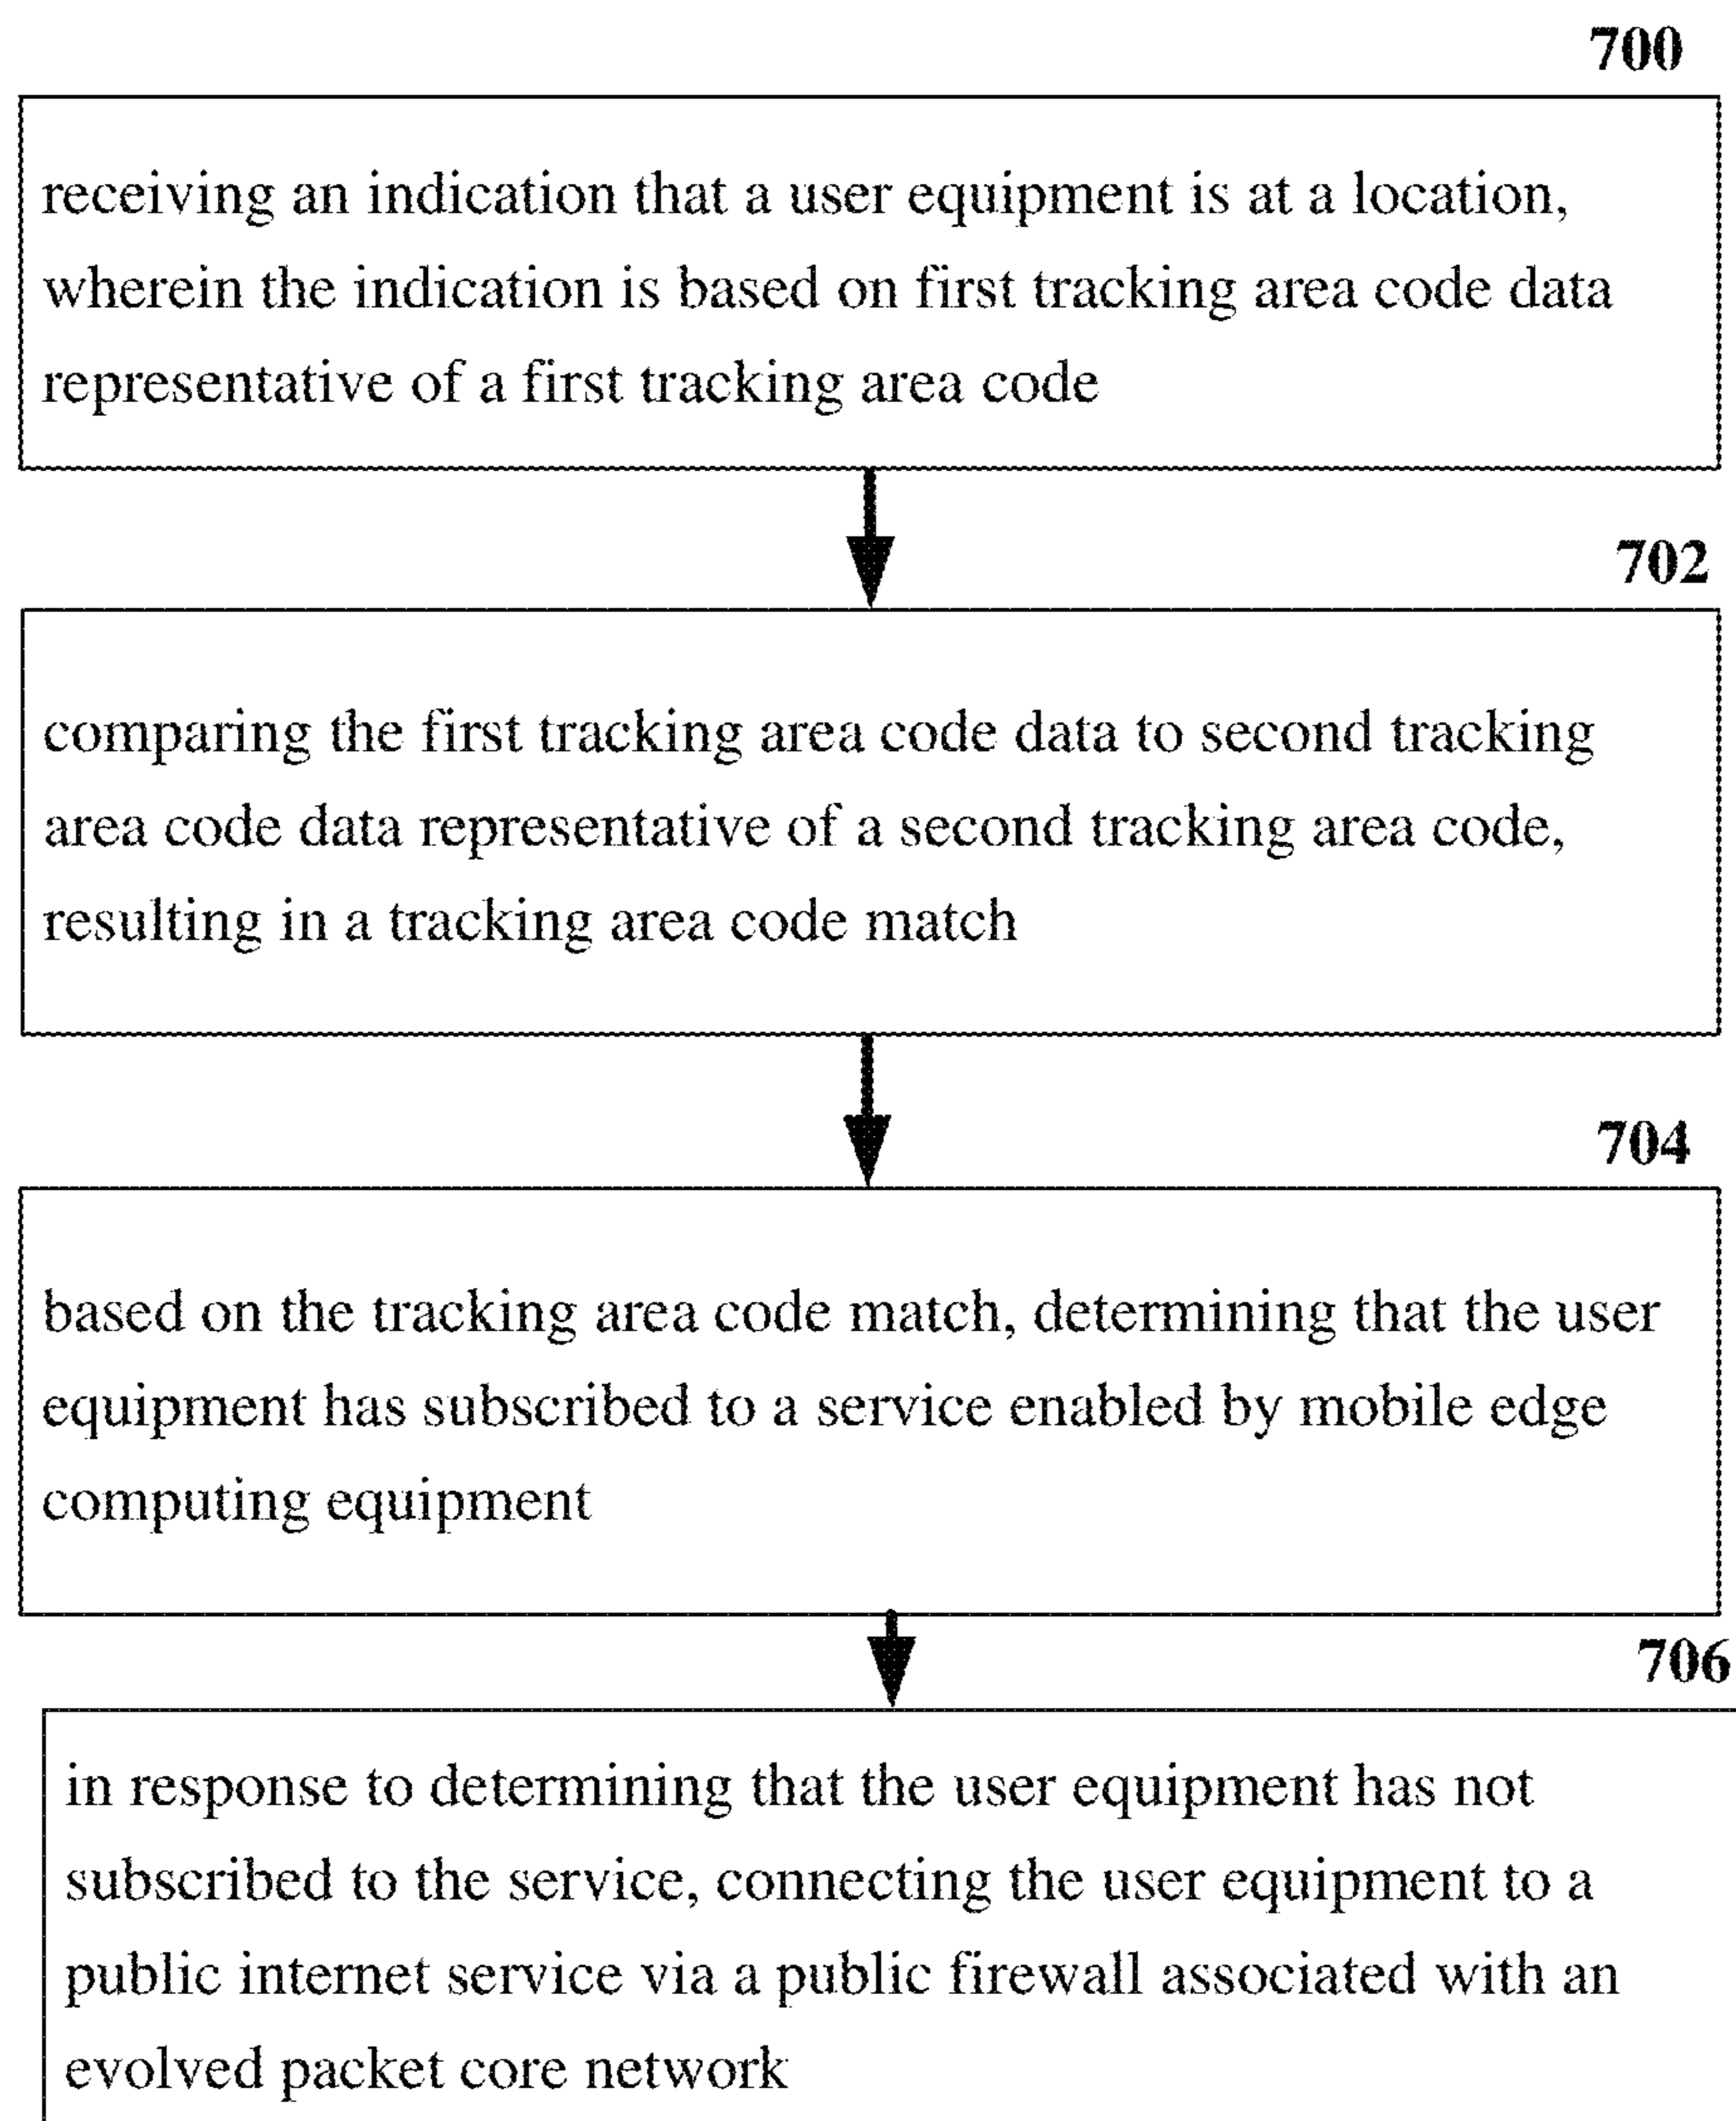 700
receiving an indication that a user equipment is at a location,
wherein the indication is based on first tracking area code data
representative of a first tracking area code
702
comparing the first tracking area code data to second tracking
area code data representative of a second tracking area code,
resulting in a tracking area code match
704
based on the tracking area code match, determining that the user
equipment has subscribed to a service enabled by mobile edge
computing equipment
706
in response to determining that the user equipment has not
subscribed to the service, connecting the user equipment to a
public internet service via a public firewall associated with an
evolved packet core network